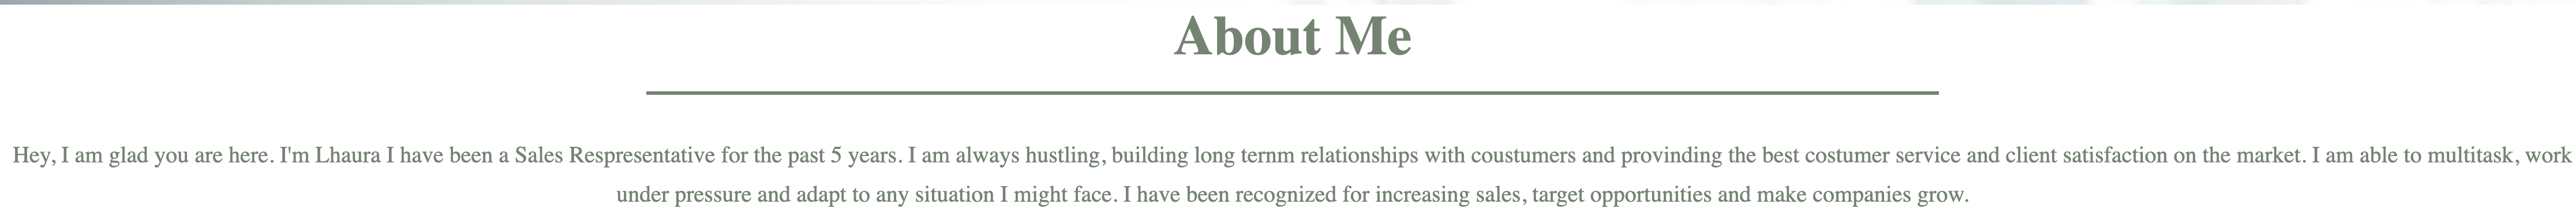 About Me
Hey, I am glad you are here. I'm Lhaura I have been a Sales Respresentative for the past 5 years. I am always hustling, building long ternm relationships with coustumers and provinding the best costumer service and client satisfaction on the market. I am able to multitask, work
under pressure and adapt to any situation I might face. I have been recognized for increasing sales, target opportunities and make companies grow.